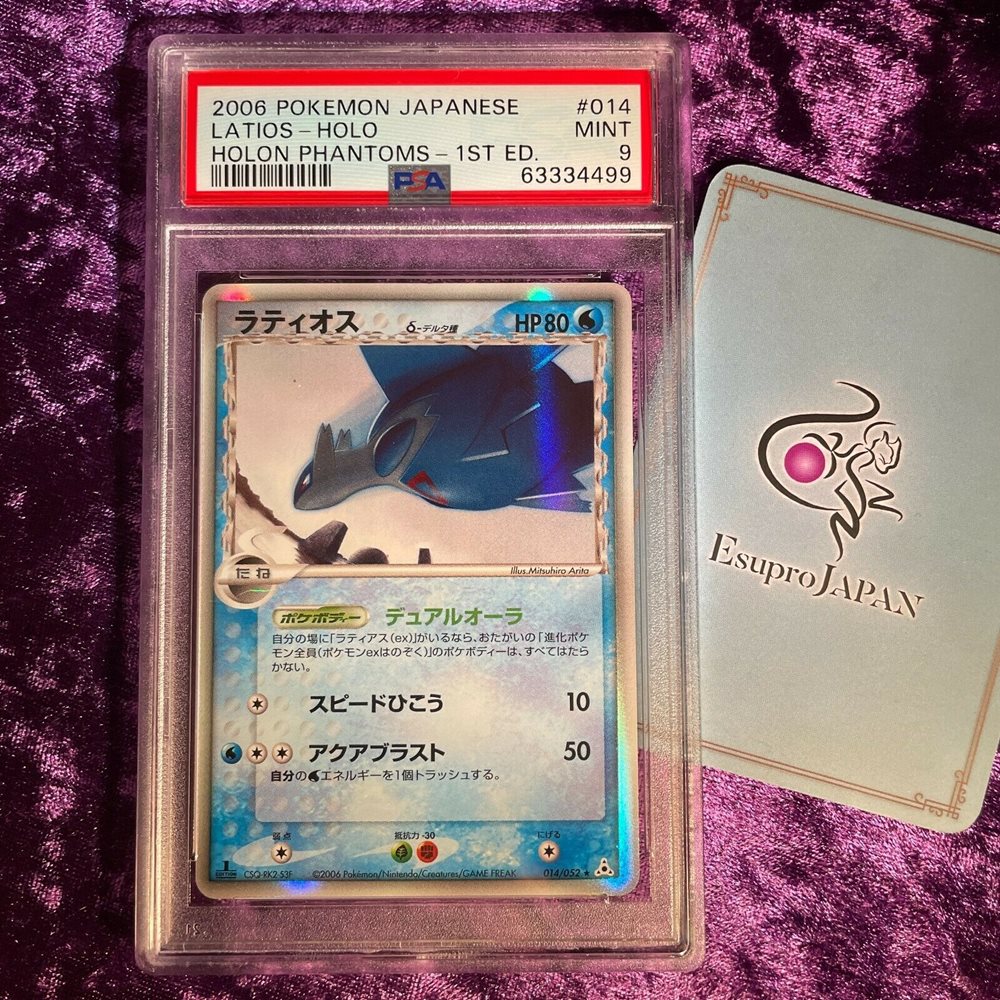 2006 POKEMON JAPANESE #014
LATIOS-HOLO MINT
HOLON PHANTOMS-1ST ED. 9
PSA 63334499
ラティオス δ-デルタ種 HP80
Illus.Mitsuhiro Arita
たね
ポケボディー デュアルオーラ
自分の場に「ラティアス(ex)」がいるなら、おたがいの「進化ポケ
モン全員(ポケモンexはのぞく)」のポケボディーは、すべてはたら
かない。
スピードひこう 10
アクアブラスト 50
自分のエネルギーを1個トラッシュする。
弱点 抵抗力 -30 にげる
1 EDITION CSQ-RK2-53F ©2006 Pokémon/Nintendo/Creatures/GAME FREAK 014/052
EsuproJAPAN